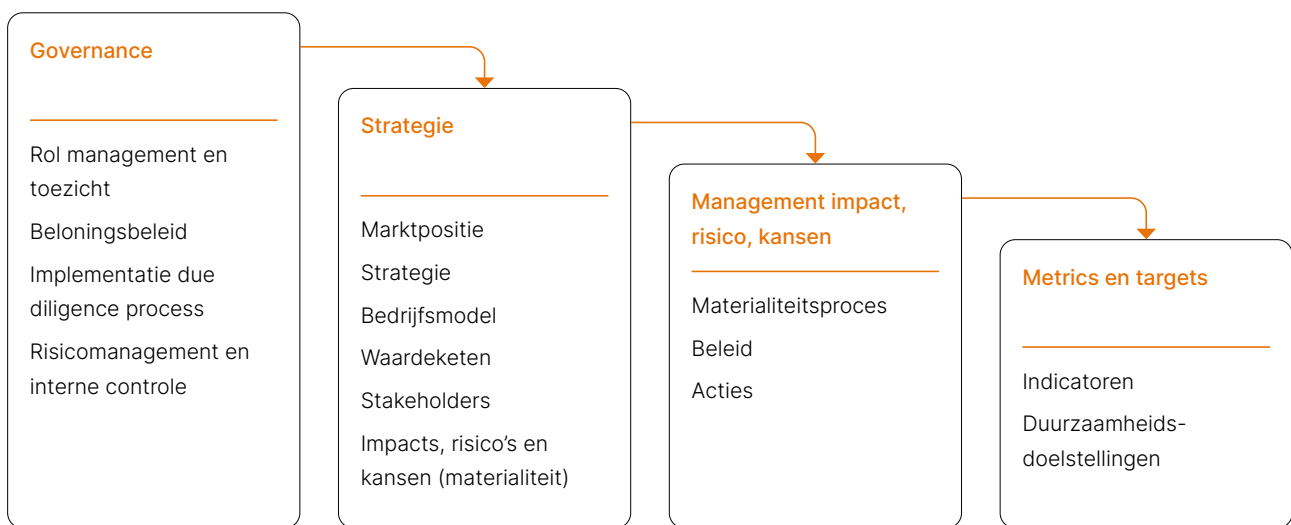 Governance
Rol management en
toezicht
Beloningsbeleid
Implementatie due
diligence process
Risicomanagement en
interne controle
Strategie
Marktpositie
Strategie
Bedrijfsmodel
Waardeketen
Stakeholders
Impacts, risico’s en
kansen (materialiteit)
Management impact,
risico, kansen
Materialiteitsproces
Beleid
Acties
Metrics en targets
Indicatoren
Duurzaamheids-
doelstellingen